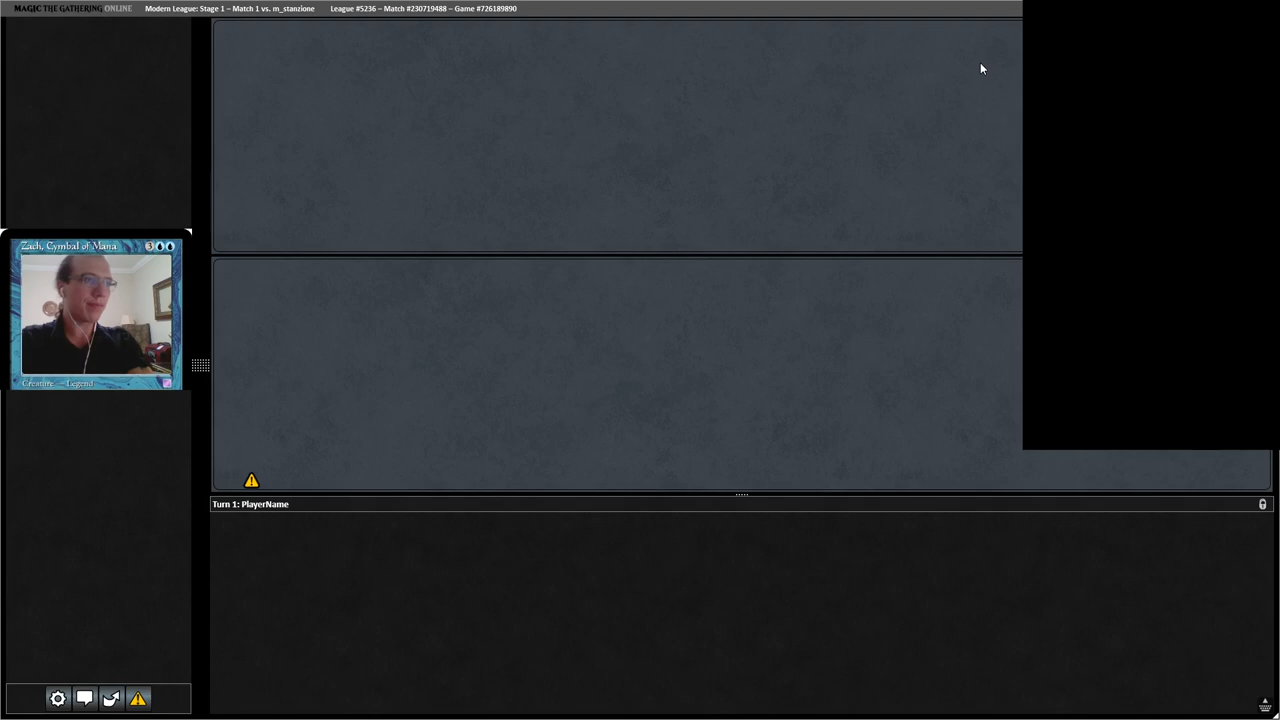 MAGIC THE GATHERING ONLINE Modern League: Stage 1 – Match 1 vs. m_stanzione League #5236 – Match #230719488 – Game #726189890
Zach, Cymbal of Mana 3
Creature – Legend
Turn 1: PlayerName